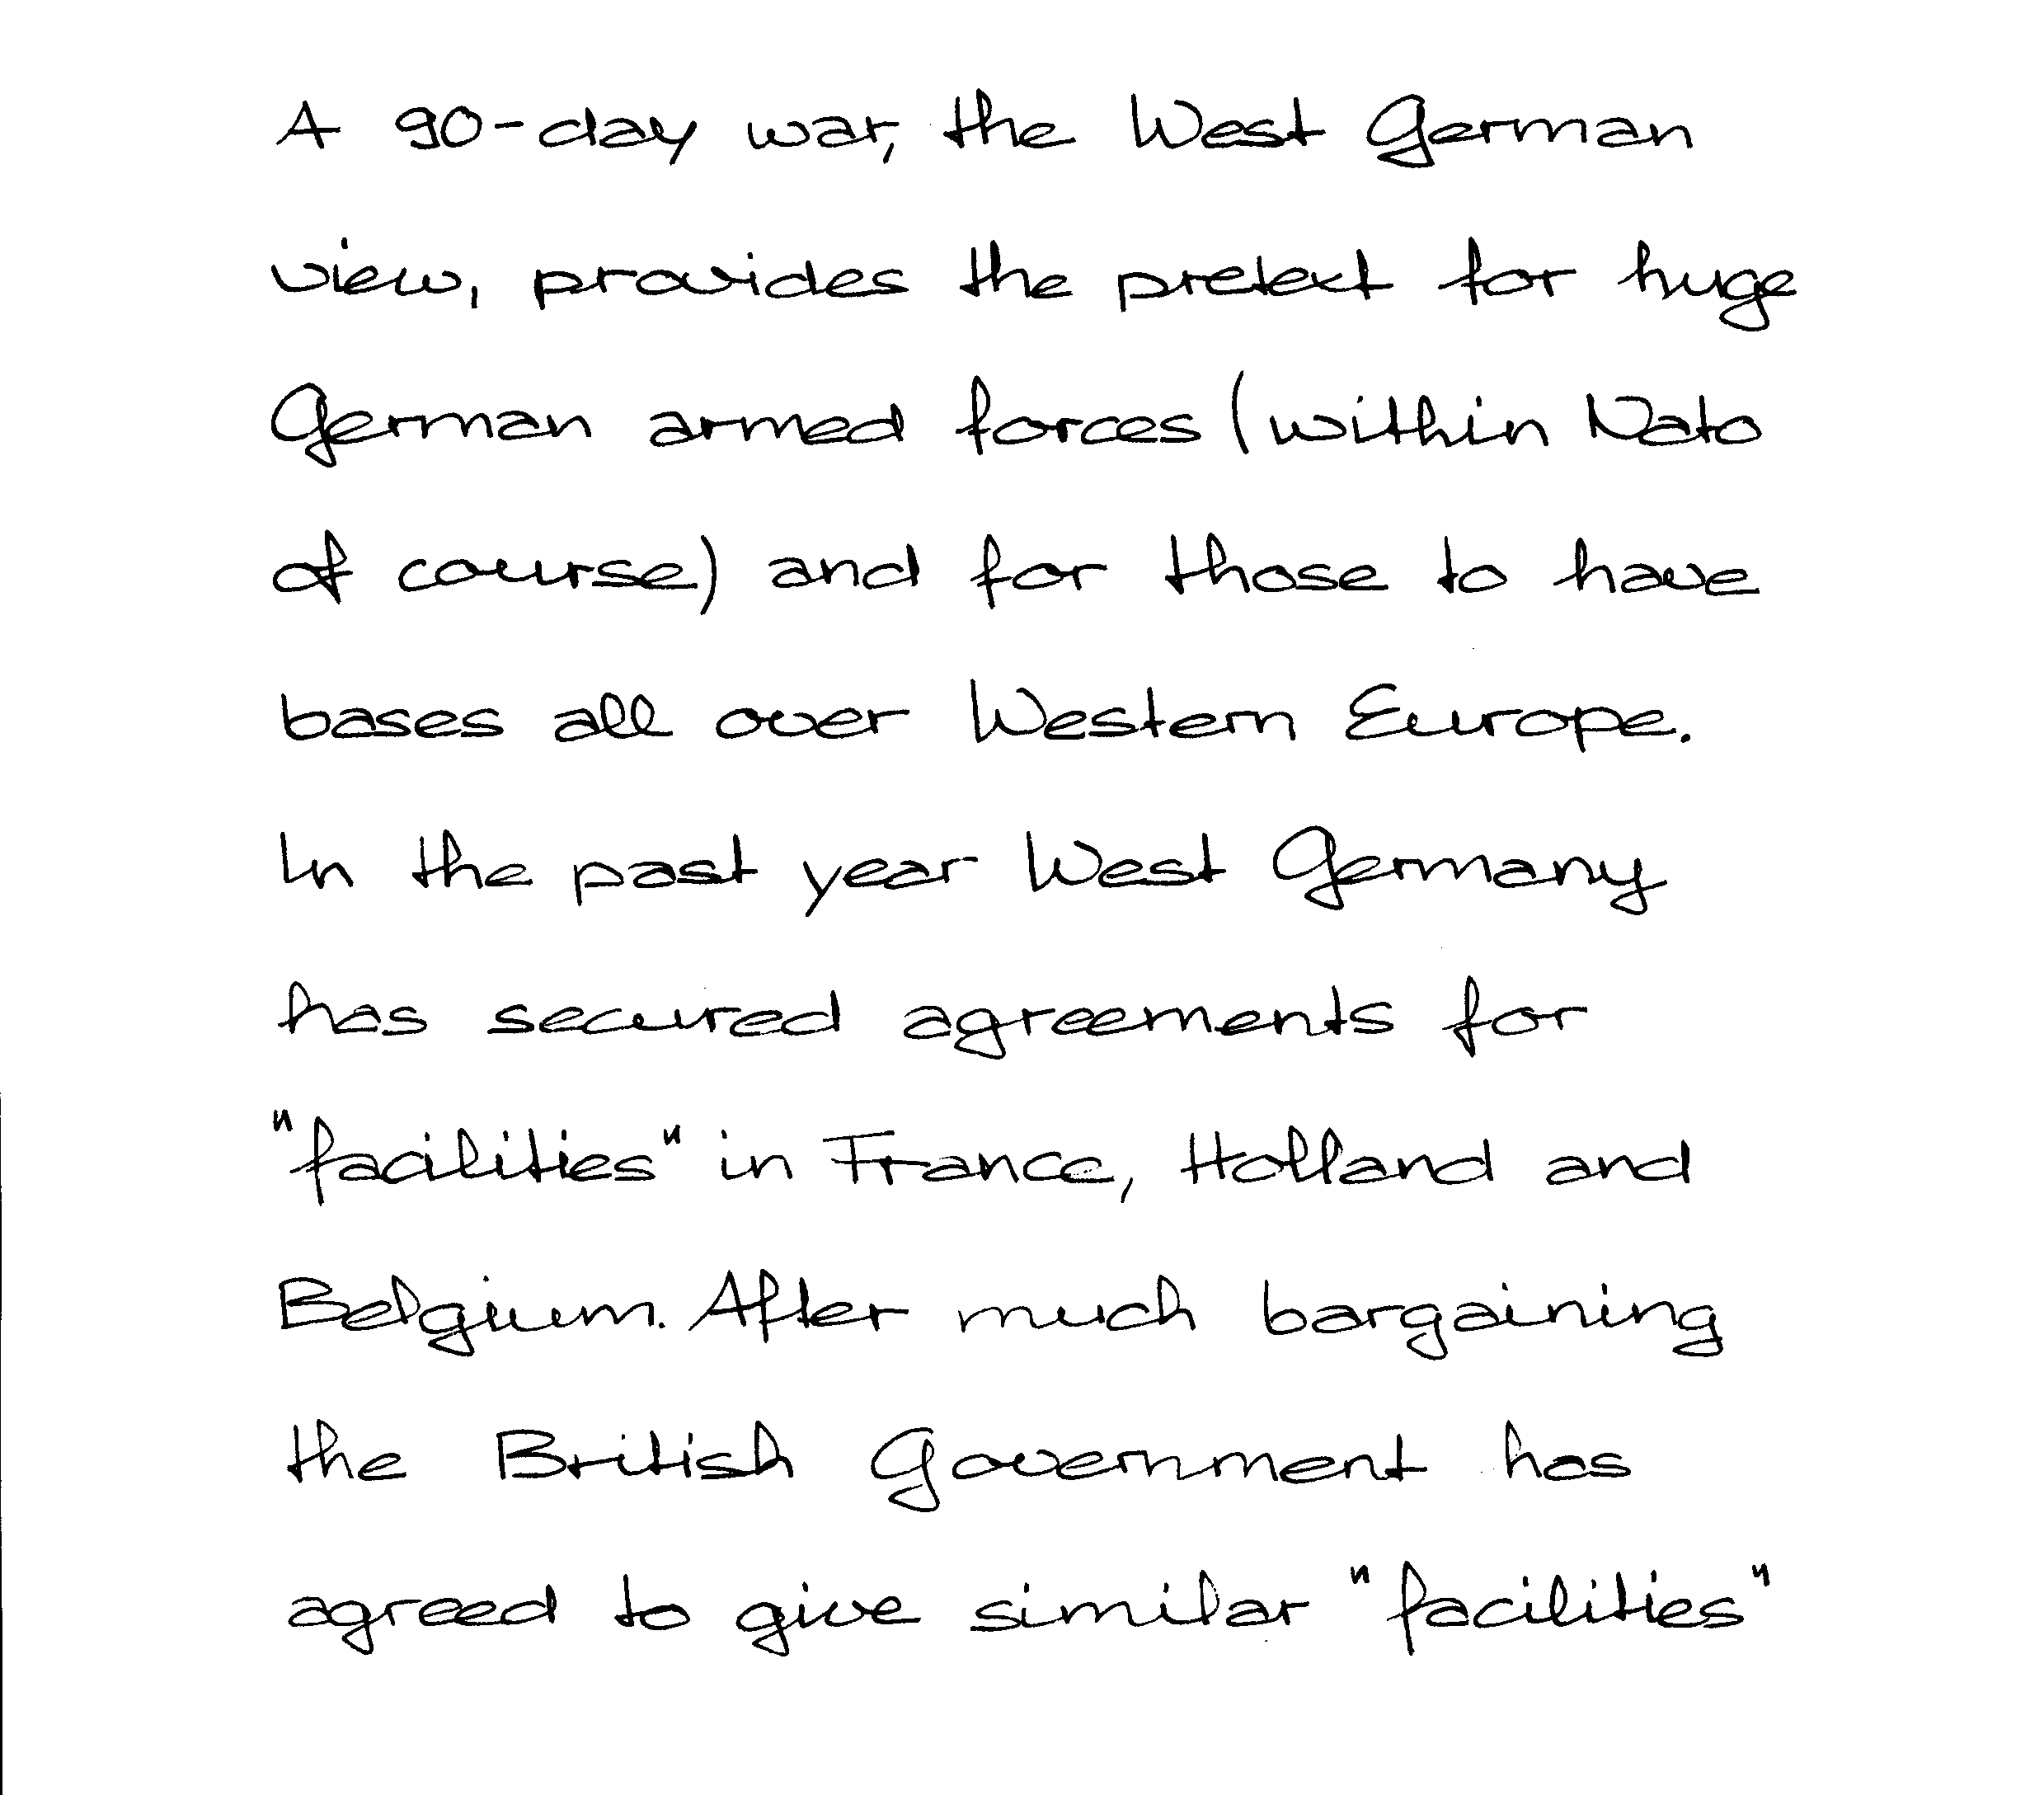 A 90-day war, the West German
view, provides the pretext for huge
German armed forces (within Nato
of course) and for those to have
bases all over Western Europe.
In the past year West Germany
has secured agreements for
"facilities" in France, Holland and
Belgium. After much bargaining
the British Government has
agreed to give similar "facilities"